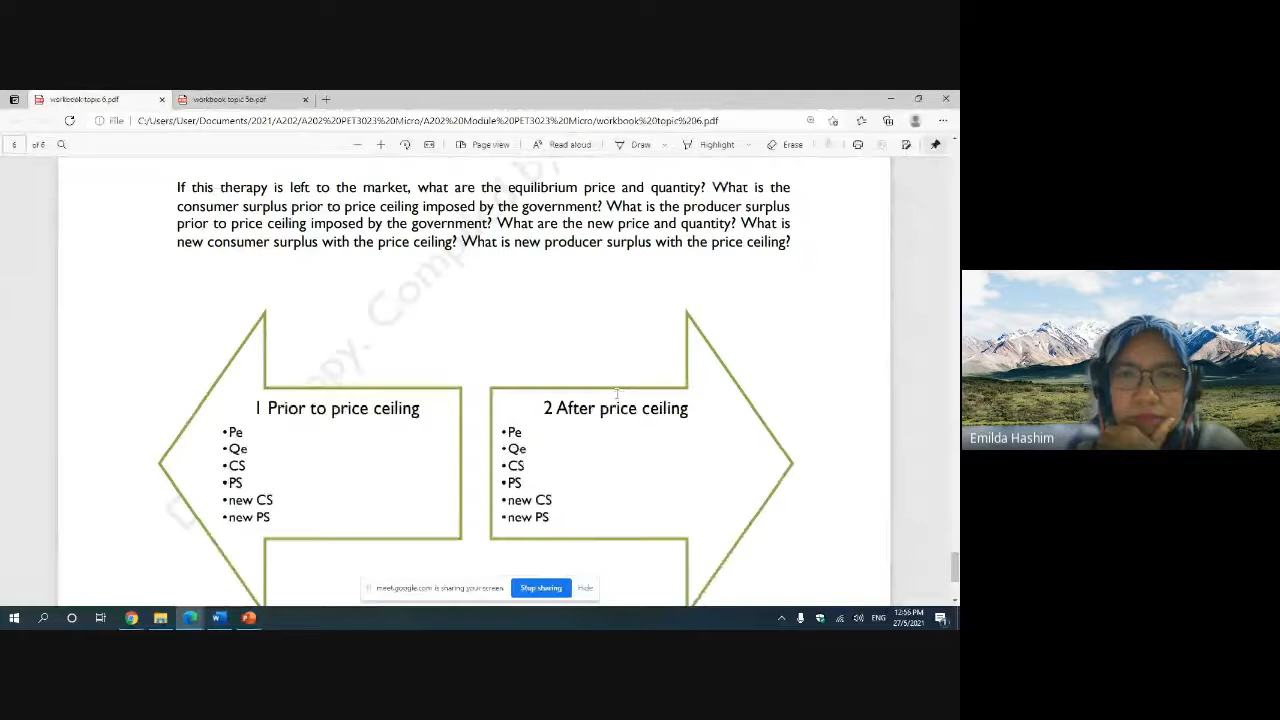 workbook topic 6.pdf
workbook topic 5b.pdf
File
C:/Users/User/Documents/2021/A202/A202%20PET3023%20Micro/A202%20Module%20PET3023%20Micro/workbook%20topic%206.pdf
6 of 6
Page view
Read aloud
Draw
Highlight
Erase
If this therapy is left to the market, what are the equilibrium price and quantity? What is the
consumer surplus prior to price ceiling imposed by the government? What is the producer surplus
prior to price ceiling imposed by the government? What are the new price and quantity? What is
new consumer surplus with the price ceiling? What is new producer surplus with the price ceiling?
1 Prior to price ceiling
•Pe
•Qe
•CS
•PS
•new CS
•new PS
2 After price ceiling
•Pe
•Qe
•CS
•PS
•new CS
•new PS
Emilda Hashim
meet.google.com is sharing your screen.
Stop sharing
Hide
ENG
12:56 PM
27/5/2021